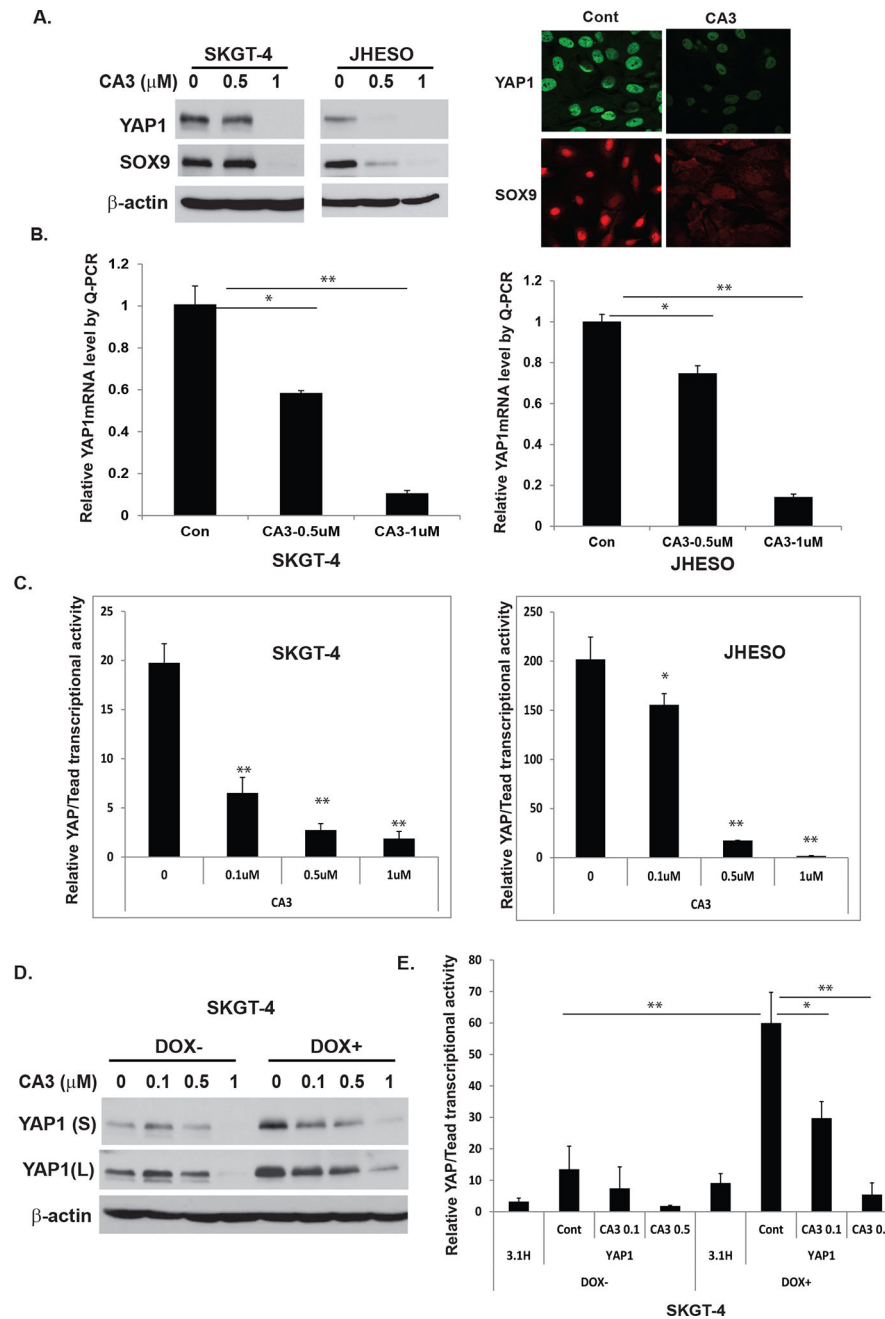 A.
SKGT-4 JHESO
CA3 (μM) 0 0.5 1 0 0.5 1
YAP1
SOX9
β-actin
Cont CA3
YAP1
SOX9
B.
Relative YAP1mRNA level by Q-PCR
1.2
1
0.8
0.6
0.4
0.2
0
*
**
Con CA3-0.5uM CA3-1uM
SKGT-4
Relative YAP1mRNA level by Q-PCR
1.2
1
0.8
0.6
0.4
0.2
0
**
*
Con CA3-0.5uM CA3-1uM
JHESO
C.
Relative YAP/Tead transcriptional activity
25
20
15
10
5
0
SKGT-4
** ** **
0 0.1uM 0.5uM 1uM
CA3
Relative YAP/Tead transcriptional activity
250
200
150
100
50
0
JHESO
* ** **
0 0.1uM 0.5uM 1uM
CA3
D.
SKGT-4
DOX- DOX+
CA3 (μM) 0 0.1 0.5 1 0 0.1 0.5 1
YAP1 (S)
YAP1(L)
β-actin
E.
Relative YAP/Tead transcriptional activity
80
70
60
50
40
30
20
10
0
** ** *
Cont CA3 0.1 CA3 0.5 Cont CA3 0.1 CA3 0.
3.1H YAP1 3.1H YAP1
DOX- DOX+
SKGT-4